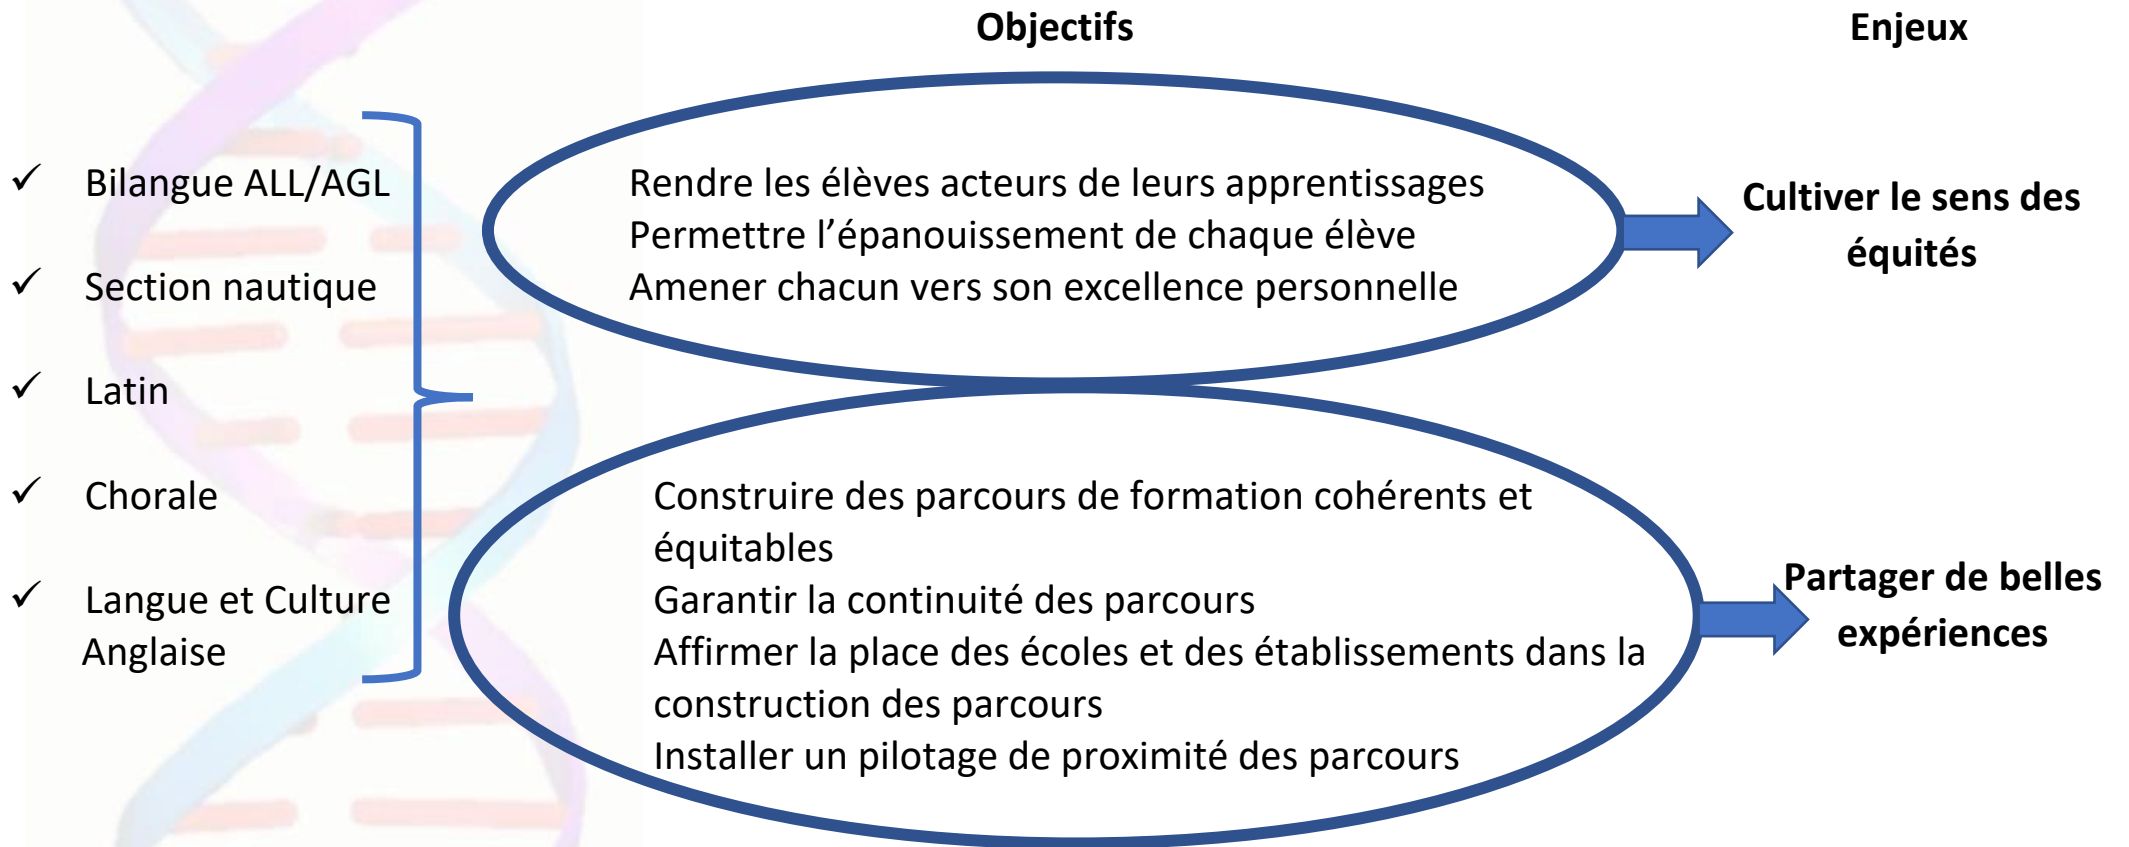 Objectifs
Enjeux
✓ Bilangue ALL/AGL
✓ Section nautique
✓ Latin
✓ Chorale
✓ Langue et Culture
Anglaise
Rendre les élèves acteurs de leurs apprentissages
Permettre l’épanouissement de chaque élève
Amener chacun vers son excellence personnelle
Cultiver le sens des
équités
Construire des parcours de formation cohérents et
équitables
Garantir la continuité des parcours
Affirmer la place des écoles et des établissements dans la
construction des parcours
Installer un pilotage de proximité des parcours
Partager de belles
expériences